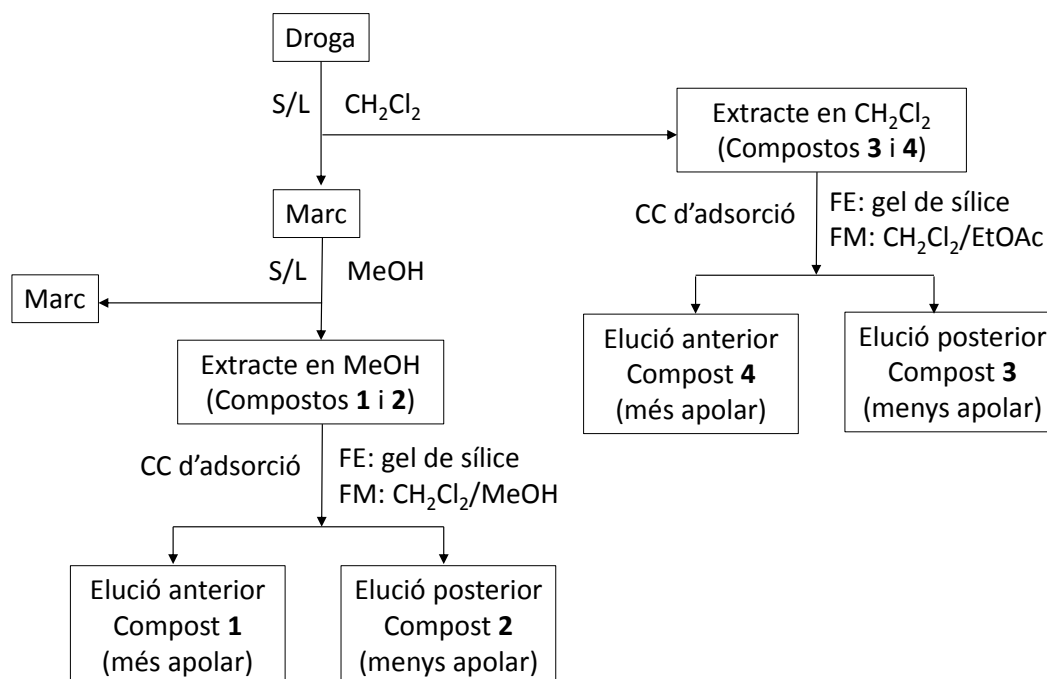 Droga
S/L CH₂Cl₂
Extracte en CH₂Cl₂
(Compostos 3 i 4)
Marc
CC d'adsorció
FE: gel de sílice
FM: CH₂Cl₂/EtOAc
S/L MeOH
Marc
Elució anterior
Compost 4
(més apolar)
Elució posterior
Compost 3
(menys apolar)
Extracte en MeOH
(Compostos 1 i 2)
CC d'adsorció
FE: gel de sílice
FM: CH₂Cl₂/MeOH
Elució anterior
Compost 1
(més apolar)
Elució posterior
Compost 2
(menys apolar)